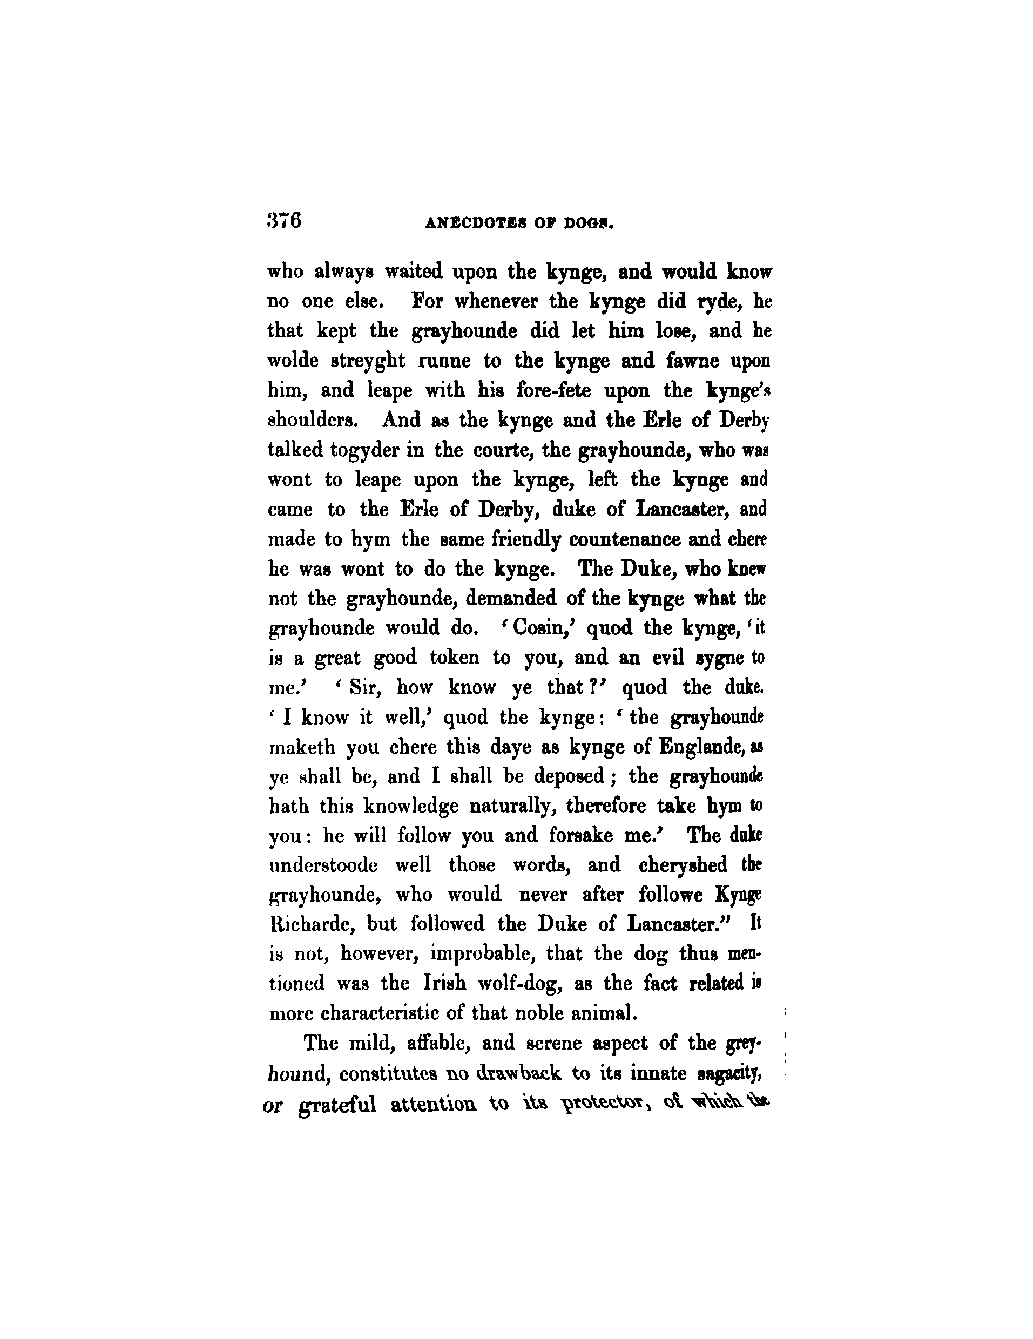 376 ANECDOTES OF DOGS.
who always waited upon the kynge, and would know
no one else. For whenever the kynge did ryde, he
that kept the grayhounde did let him lose, and he
wolde streyght runne to the kynge and fawne upon
him, and leape with his fore-fete upon the kynge's
shoulders. And as the kynge and the Erle of Derby
talked togyder in the courte, the grayhounde, who was
wont to leape upon the kynge, left the kynge and
came to the Erle of Derby, duke of Lancaster, and
made to hym the same friendly countenance and chere
he was wont to do the kynge. The Duke, who knew
not the grayhounde, demanded of the kynge what the
grayhounde would do. ‘Cosin,’ quod the kynge, ‘it
is a great good token to you, and an evil sygne to
me.’ ‘Sir, how know ye that?’ quod the duke.
‘I know it well,’ quod the kynge: ‘the grayhounde
maketh you chere this daye as kynge of Englande, as
ye shall be, and I shall be deposed; the grayhounde
hath this knowledge naturally, therefore take hym to
you: he will follow you and forsake me.’ The duke
understoode well those words, and cheryshed the
grayhounde, who would never after followe Kynge
Richarde, but followed the Duke of Lancaster.” It
is not, however, improbable, that the dog thus men-
tioned was the Irish wolf-dog, as the fact related is
more characteristic of that noble animal.
The mild, affable, and serene aspect of the grey-
hound, constitutes no drawback to its innate sagacity,
or grateful attention to its protector, of which the